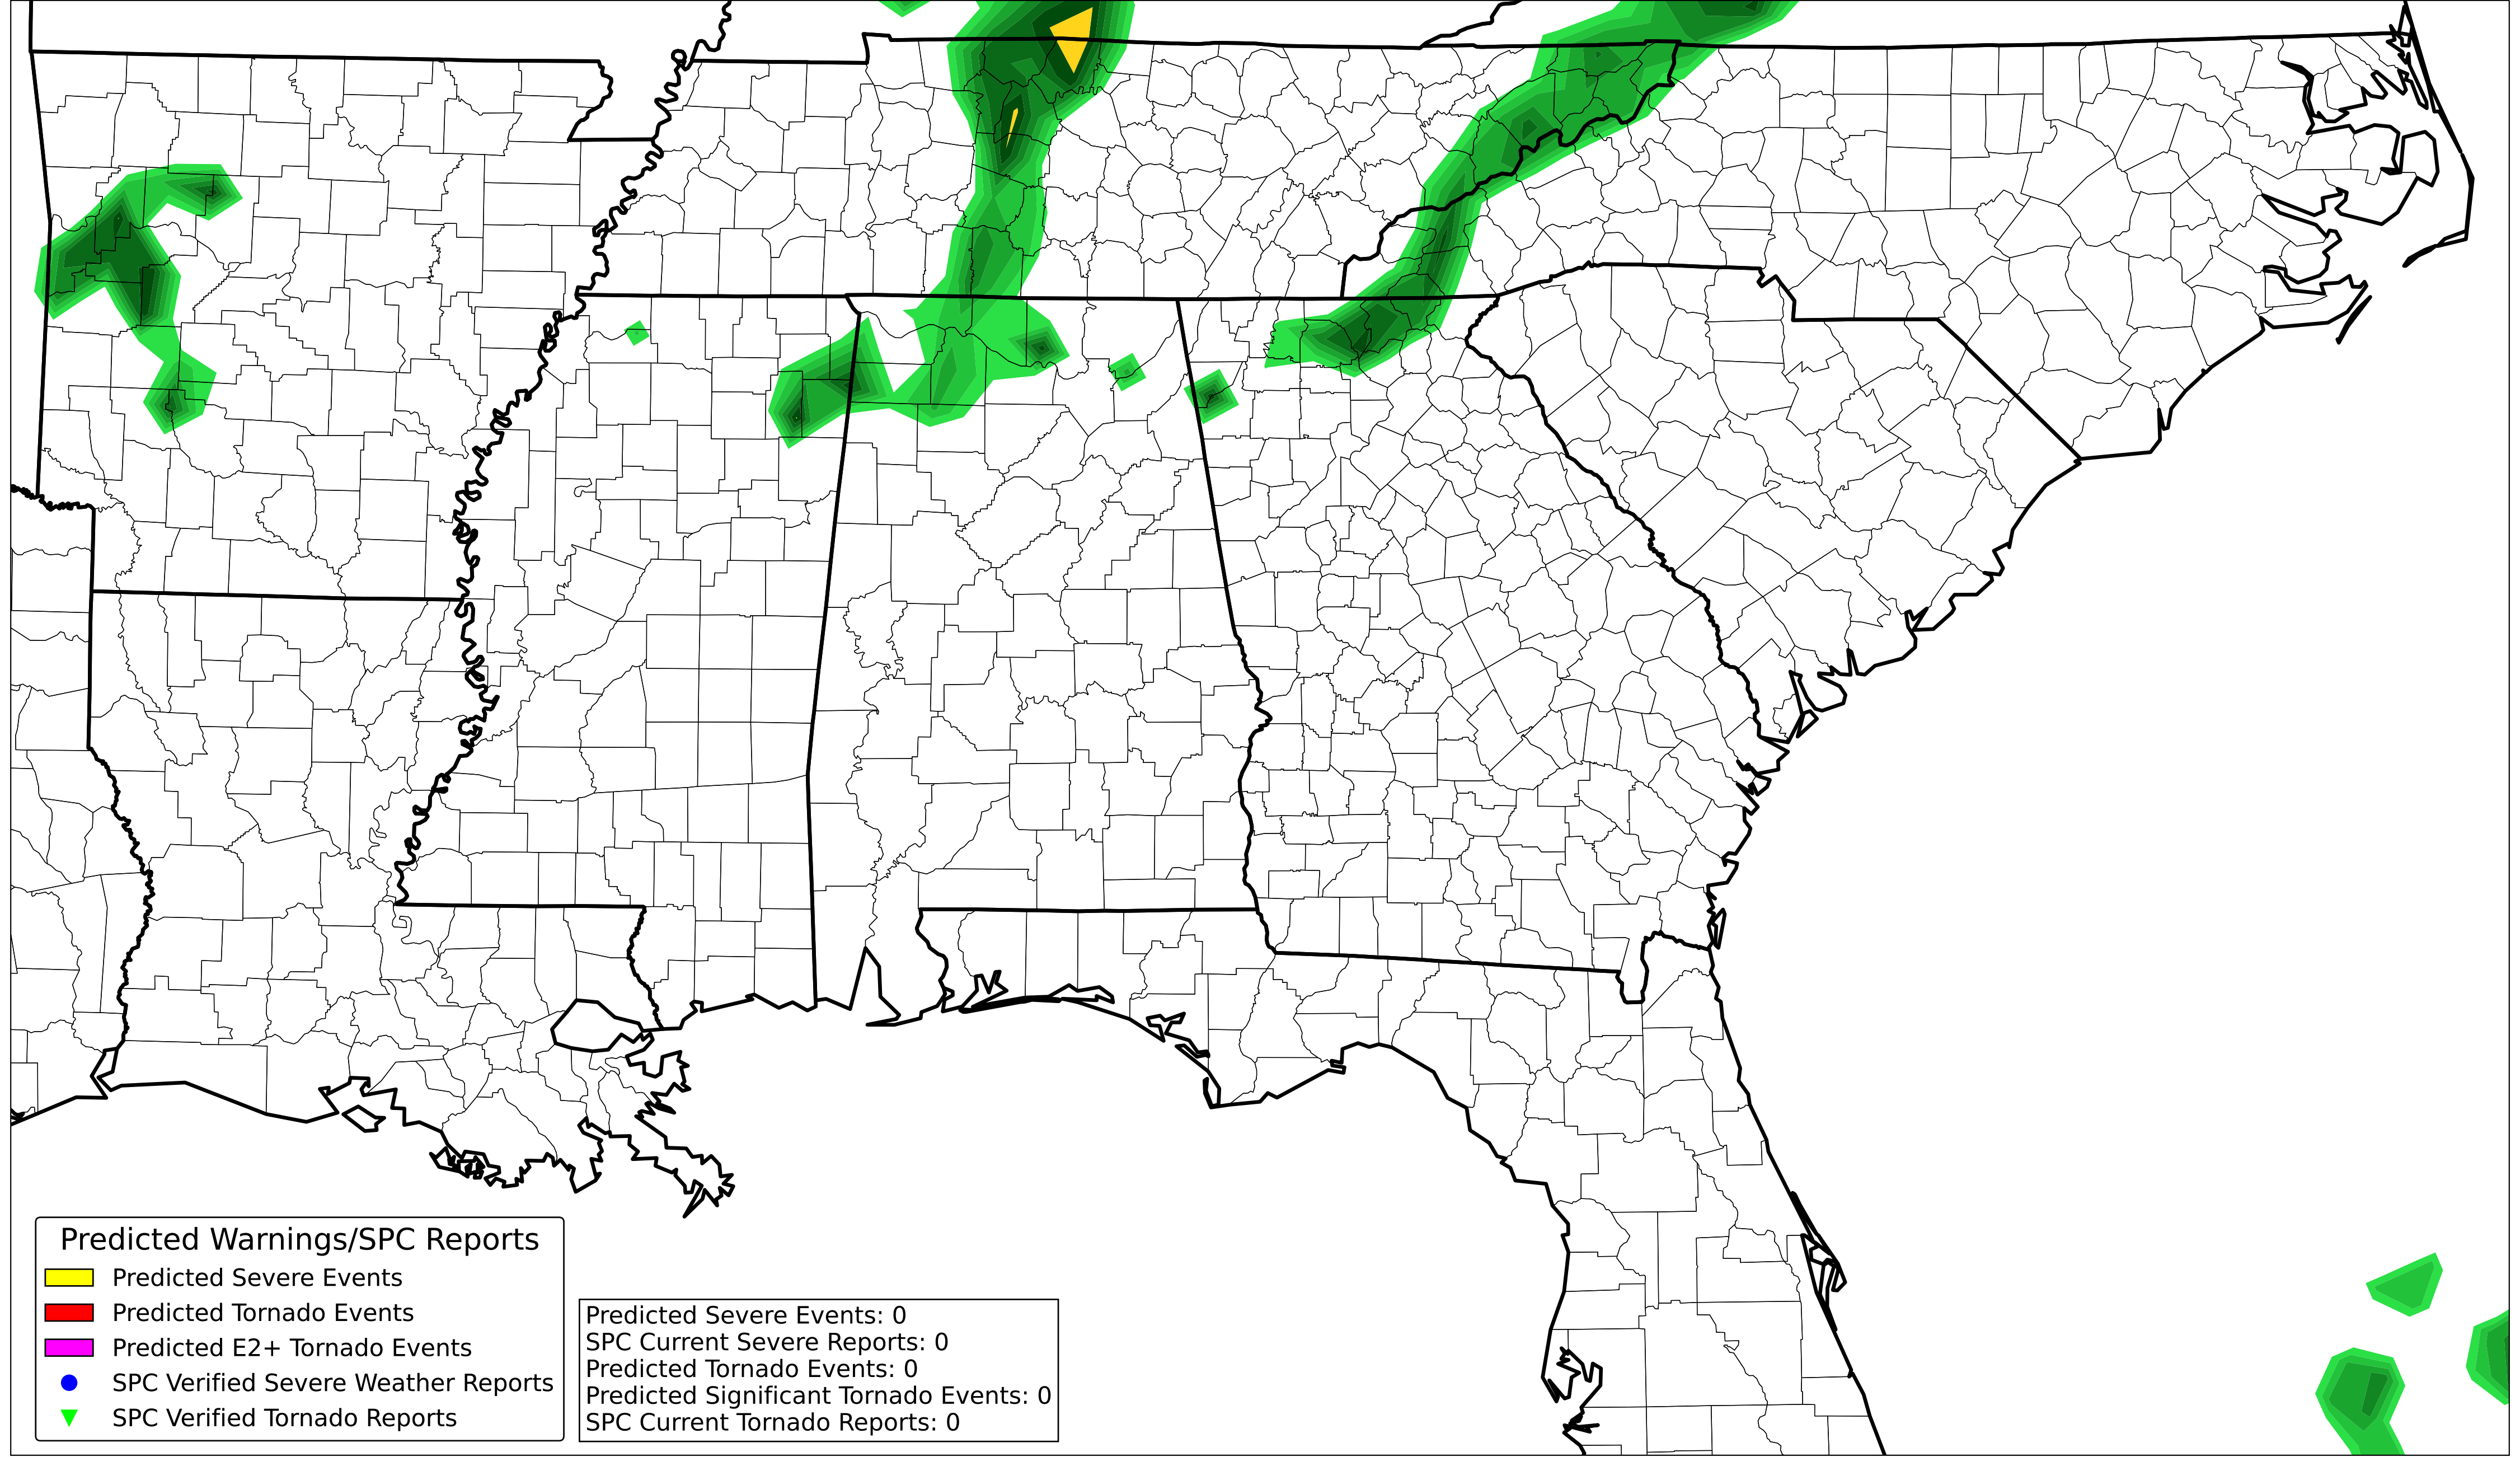 Predicted Warnings/SPC Reports
Predicted Severe Events
Predicted Tornado Events
Predicted E2+ Tornado Events
SPC Verified Severe Weather Reports
SPC Verified Tornado Reports
Predicted Severe Events: 0
SPC Current Severe Reports: 0
Predicted Tornado Events: 0
Predicted Significant Tornado Events: 0
SPC Current Tornado Reports: 0